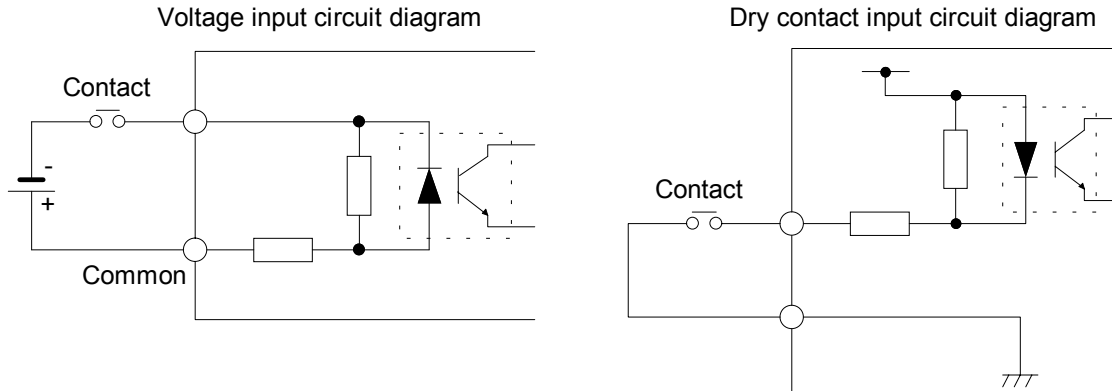 Voltage input circuit diagram
Contact
-
+
Common
Dry contact input circuit diagram
Contact